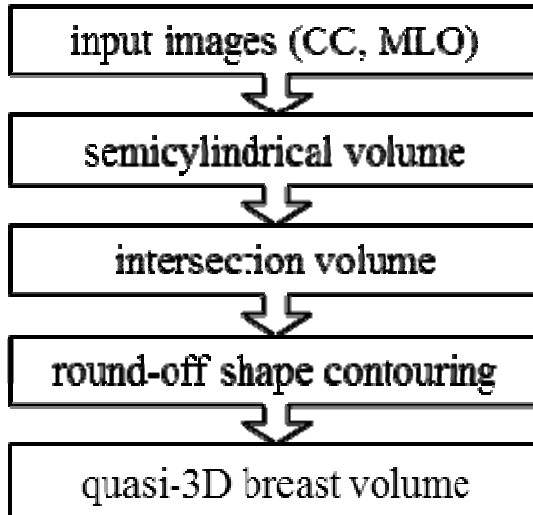 input images (CC, MLO)
semicylindrical volume
intersection volume
round-off shape contouring
quasi-3D breast volume